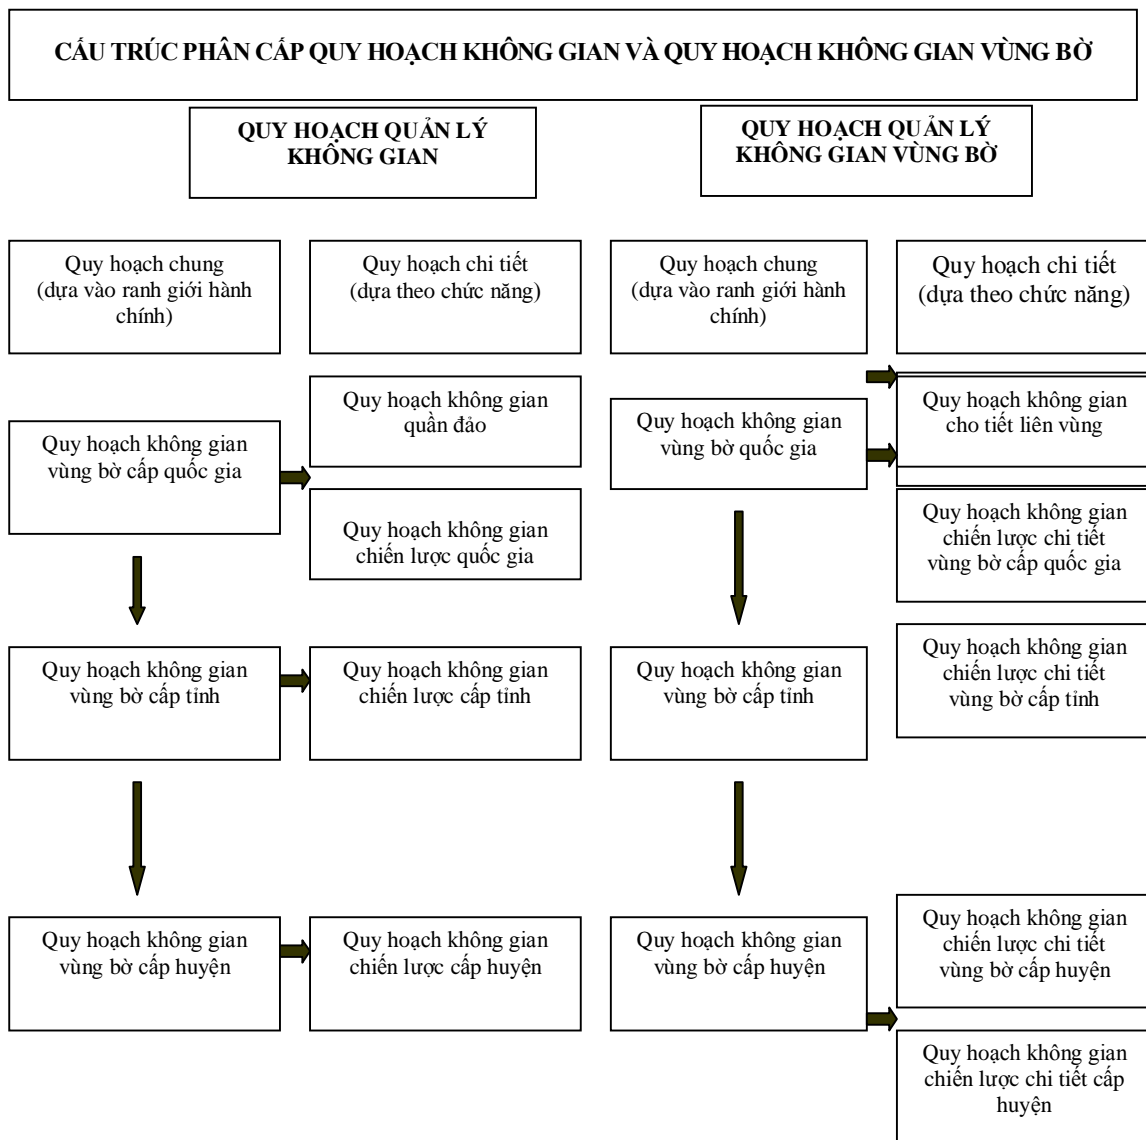 CẤU TRÚC PHÂN CẤP QUY HOẠCH KHÔNG GIAN VÀ QUY HOẠCH KHÔNG GIAN VÙNG BỜ
QUY HOẠCH QUẢN LÝ
KHÔNG GIAN
QUY HOẠCH QUẢN LÝ
KHÔNG GIAN VÙNG BỜ
Quy hoạch chung
(dựa vào ranh giới hành
chính)
Quy hoạch chi tiết
(dựa theo chức năng)
Quy hoạch chung
(dựa vào ranh giới hành
chính)
Quy hoạch chi tiết
(dựa theo chức năng)
Quy hoạch không gian
vùng bờ cấp quốc gia
Quy hoạch không gian
quần đảo
Quy hoạch không gian
chiến lược quốc gia
Quy hoạch không gian
vùng bờ quốc gia
Quy hoạch không gian
cho tiết liên vùng
Quy hoạch không gian
chiến lược chi tiết
vùng bờ cấp quốc gia
Quy hoạch không gian
vùng bờ cấp tỉnh
Quy hoạch không gian
chiến lược cấp tỉnh
Quy hoạch không gian
vùng bờ cấp tỉnh
Quy hoạch không gian
chiến lược chi tiết
vùng bờ cấp tỉnh
Quy hoạch không gian
vùng bờ cấp huyện
Quy hoạch không gian
chiến lược cấp huyện
Quy hoạch không gian
vùng bờ cấp huyện
Quy hoạch không gian
chiến lược chi tiết
vùng bờ cấp huyện
Quy hoạch không gian
chiến lược chi tiết cấp
huyện